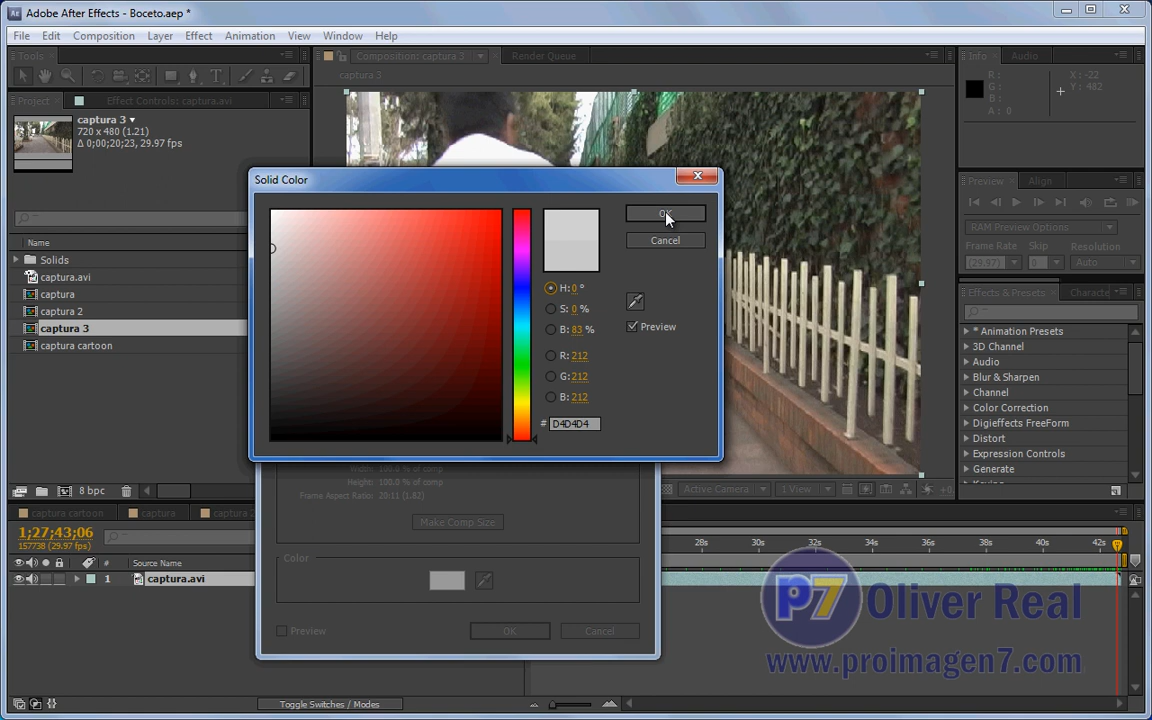 Ae Adobe After Effects - Boceto.aep *
File Edit Composition Layer Effect Animation View Window Help
Tools
Composition: captura 3
Render Queue
Info
Audio
captura 3
R:
G:
B:
A: 0
X: -22
Y: 482
Project
Effect Controls: captura.avi
captura 3
720 x 480 (1.21)
Δ 0;00;20;23, 29.97 fps
Solid Color
OK
Cancel
H: 0 °
S: 0 %
B: 83 %
Preview
R: 212
G: 212
B: 212
# D4D4D4
Preview
Align
RAM Preview Options
Frame Rate Skip Resolution
(29.97) 0 Auto
Name
Solids
captura.avi
captura
captura 2
captura 3
captura cartoon
Effects & Presets
Characte
* Animation Presets
3D Channel
Audio
Blur & Sharpen
Channel
Color Correction
Digieffects FreeForm
Distort
Expression Controls
Generate
8 bpc
Width: 100.0 % of comp
Height: 100.0 % of comp
Frame Aspect Ratio: 20:11 (1.82)
Make Comp Size
Color
Preview
OK
Cancel
Active Camera
1 View
+0
captura cartoon
captura
captura 2
1;27;43;06
157738 (29.97 fps)
# Source Name
1 captura.avi
28s 30s 32s 34s 36s 38s 40s 42s
Toggle Switches / Modes
p7 Oliver Real
www.proimagen7.com